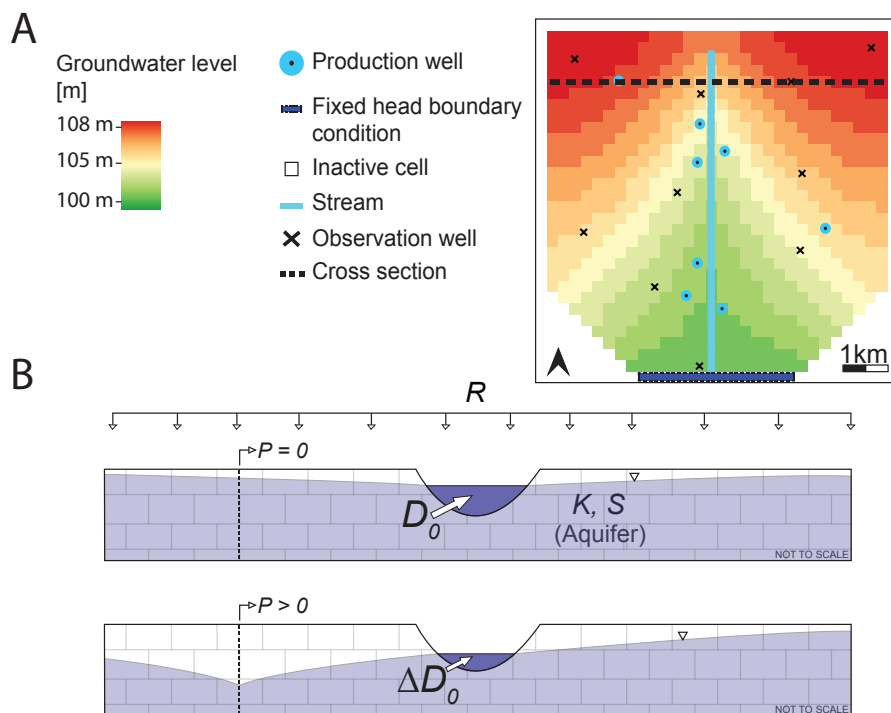 A
Groundwater level
[m]
108 m
105 m
100 m
Production well
Fixed head boundary
condition
Inactive cell
Stream
Observation well
Cross section
1km
B
R
P = 0
D0
K, S
(Aquifer)
NOT TO SCALE
P > 0
ΔD0
NOT TO SCALE